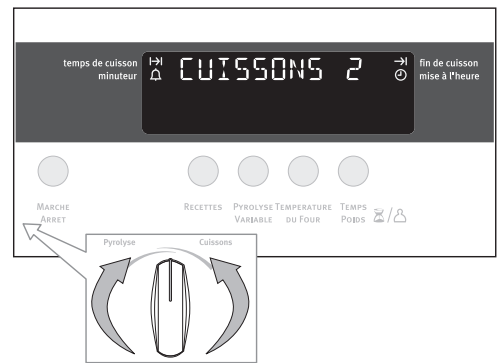 temps de cuisson
minuteur
CUISSONS 2
fin de cuisson
mise à l'heure
MARCHE
ARRET
RECETTES
PYROLYSE
VARIABLE
TEMPERATURE
DU FOUR
TEMPS
POIDS
Pyrolyse
Cuissons